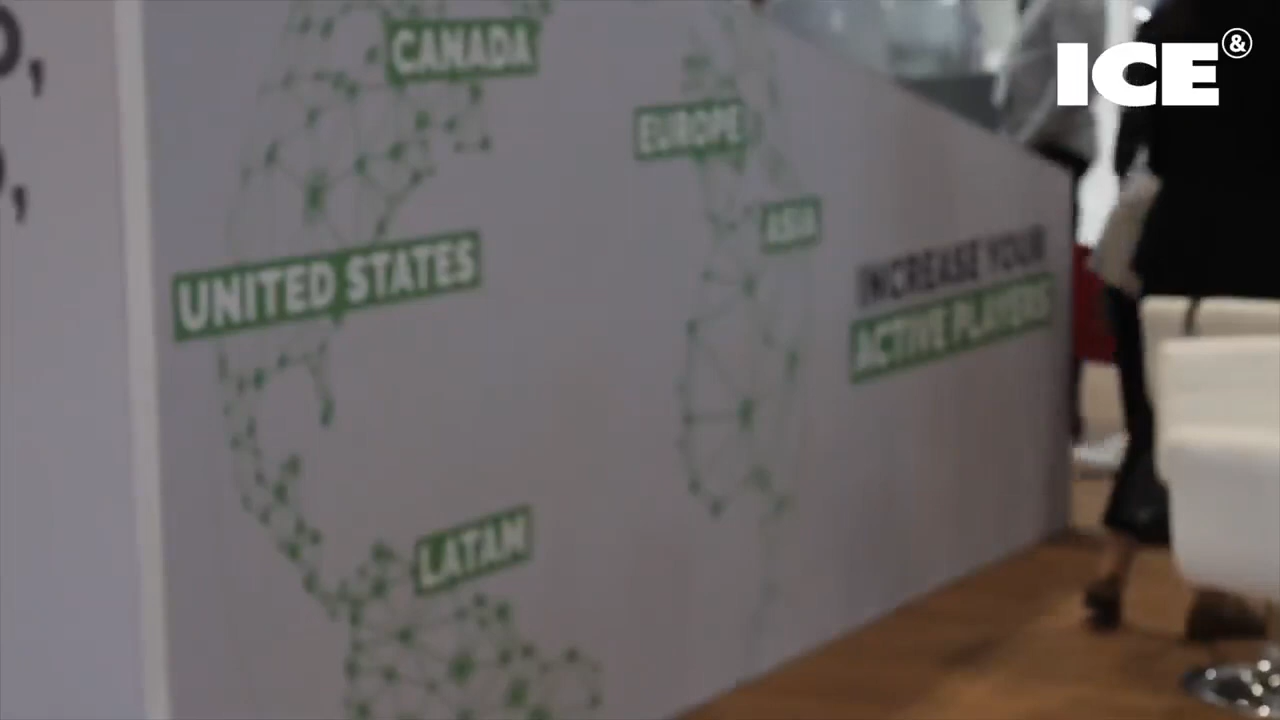 CANADA
EUROPE
ASIA
UNITED STATES
INCREASE YOUR
ACTIVE PLAYERS
LATAM
ICE &